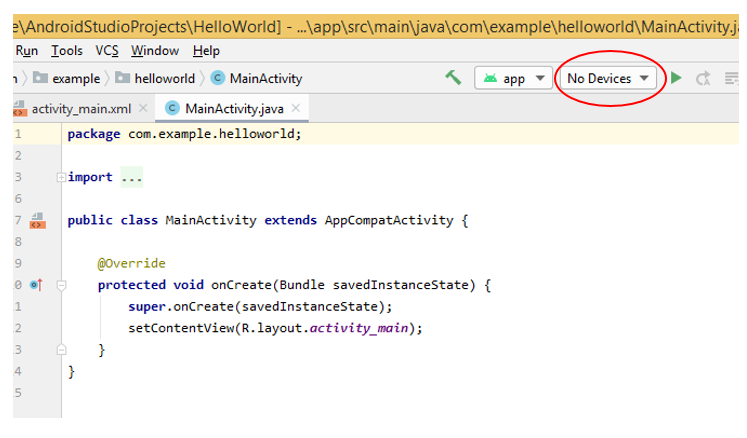 e\AndroidStudioProjects\HelloWorld] - ...\app\src\main\java\com\example\helloworld\MainActivity.ja
Run Tools VCS Window Help
n example helloworld C MainActivity app No Devices
activity_main.xml C MainActivity.java
1 package com.example.helloworld;
2
3 import ...
6
7 public class MainActivity extends AppCompatActivity {
8
9 @Override
0 protected void onCreate(Bundle savedInstanceState) {
1 super.onCreate(savedInstanceState);
2 setContentView(R.layout.activity_main);
3 }
4 }
5